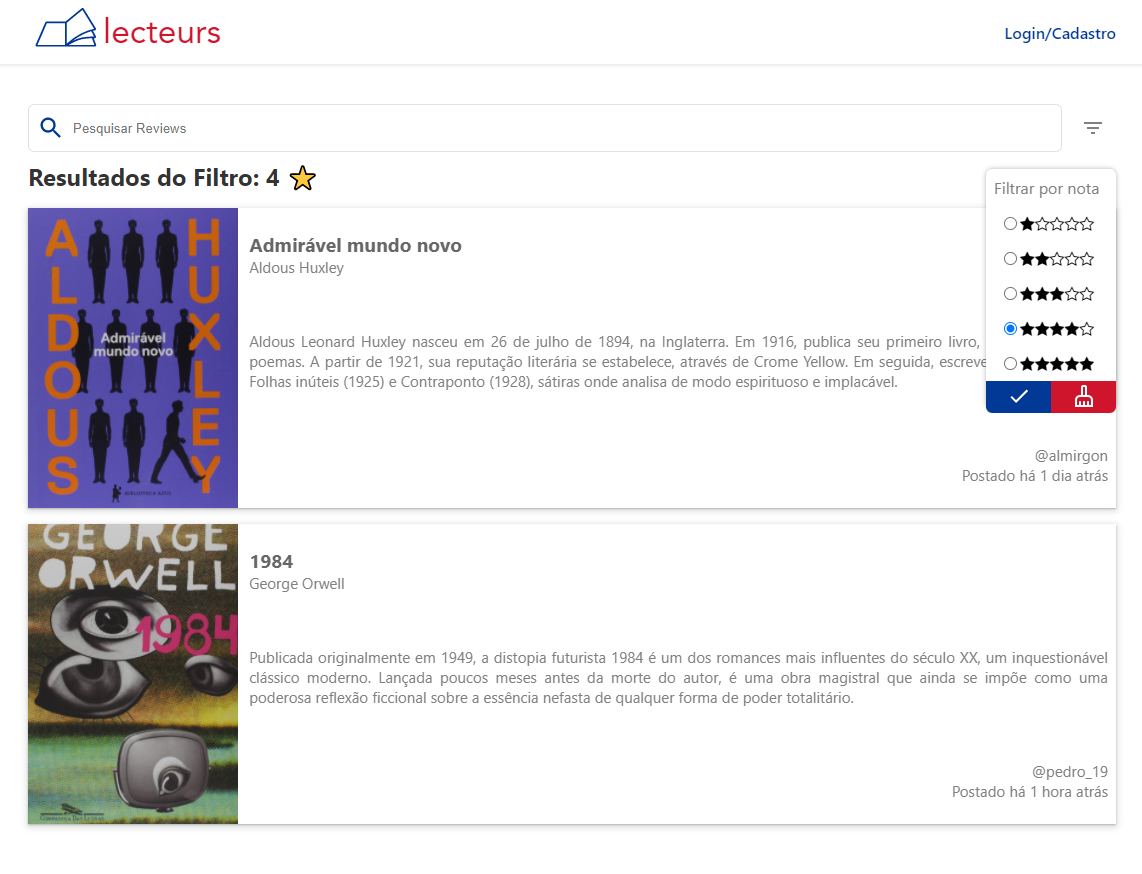 lecteurs
Login/Cadastro
Pesquisar Reviews
Resultados do Filtro: 4
Filtrar por nota
ALDOUS
HUXLEY
Admirável
mundo novo
BIBLIOTECA AZUL
Admirável mundo novo
Aldous Huxley
Aldous Leonard Huxley nasceu em 26 de julho de 1894, na Inglaterra. Em 1916, publica seu primeiro livro,
poemas. A partir de 1921, sua reputação literária se estabelece, através de Crome Yellow. Em seguida, escreve
Folhas inúteis (1925) e Contraponto (1928), sátiras onde analisa de modo espirituoso e implacável.
@almirgon
Postado há 1 dia atrás
GEORGE
ORWELL
1984
COMPANHIA DAS LETRAS
1984
George Orwell
Publicada originalmente em 1949, a distopia futurista 1984 é um dos romances mais influentes do século XX, um inquestionável
clássico moderno. Lançada poucos meses antes da morte do autor, é uma obra magistral que ainda se impõe como uma
poderosa reflexão ficcional sobre a essência nefasta de qualquer forma de poder totalitário.
@pedro_19
Postado há 1 hora atrás